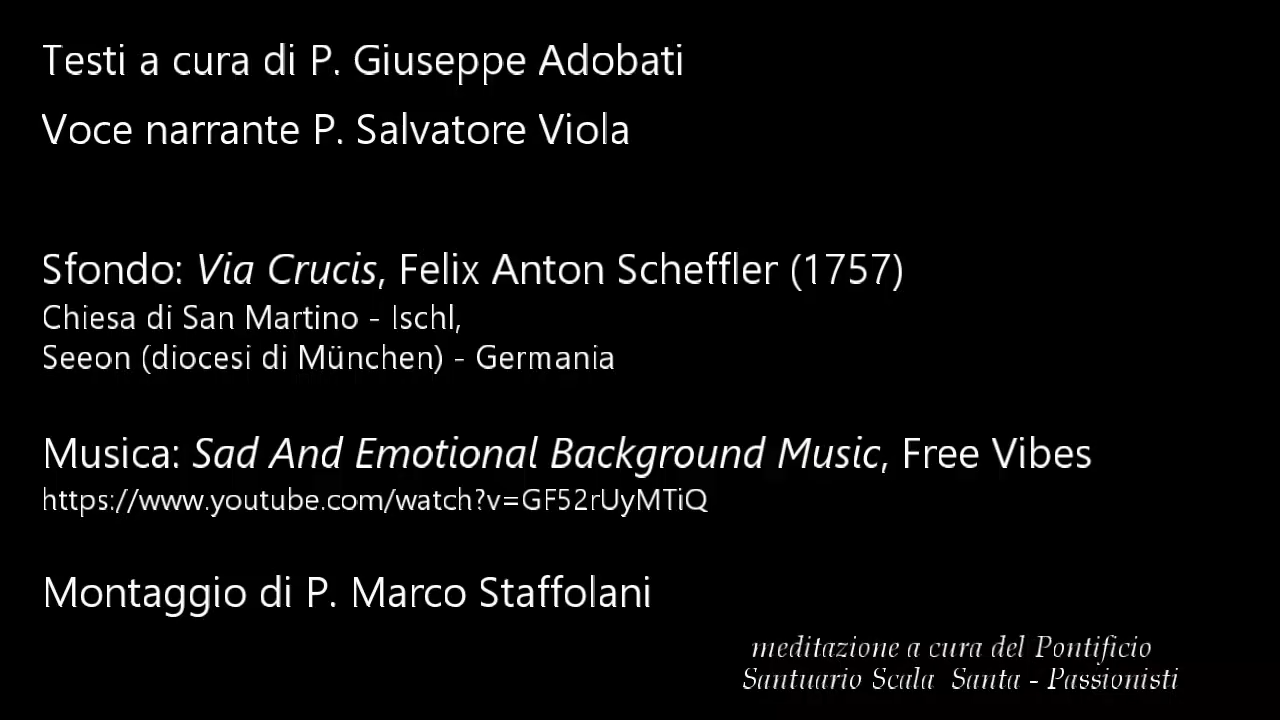 Testi a cura di P. Giuseppe Adobati
Voce narrante P. Salvatore Viola
Sfondo: Via Crucis, Felix Anton Scheffler (1757)
Chiesa di San Martino - Ischl,
Seeon (diocesi di München) - Germania
Musica: Sad And Emotional Background Music, Free Vibes
https://www.youtube.com/watch?v=GF52rUyMTiQ
Montaggio di P. Marco Staffolani
meditazione a cura del Pontificio
Santuario Scala Santa - Passionisti